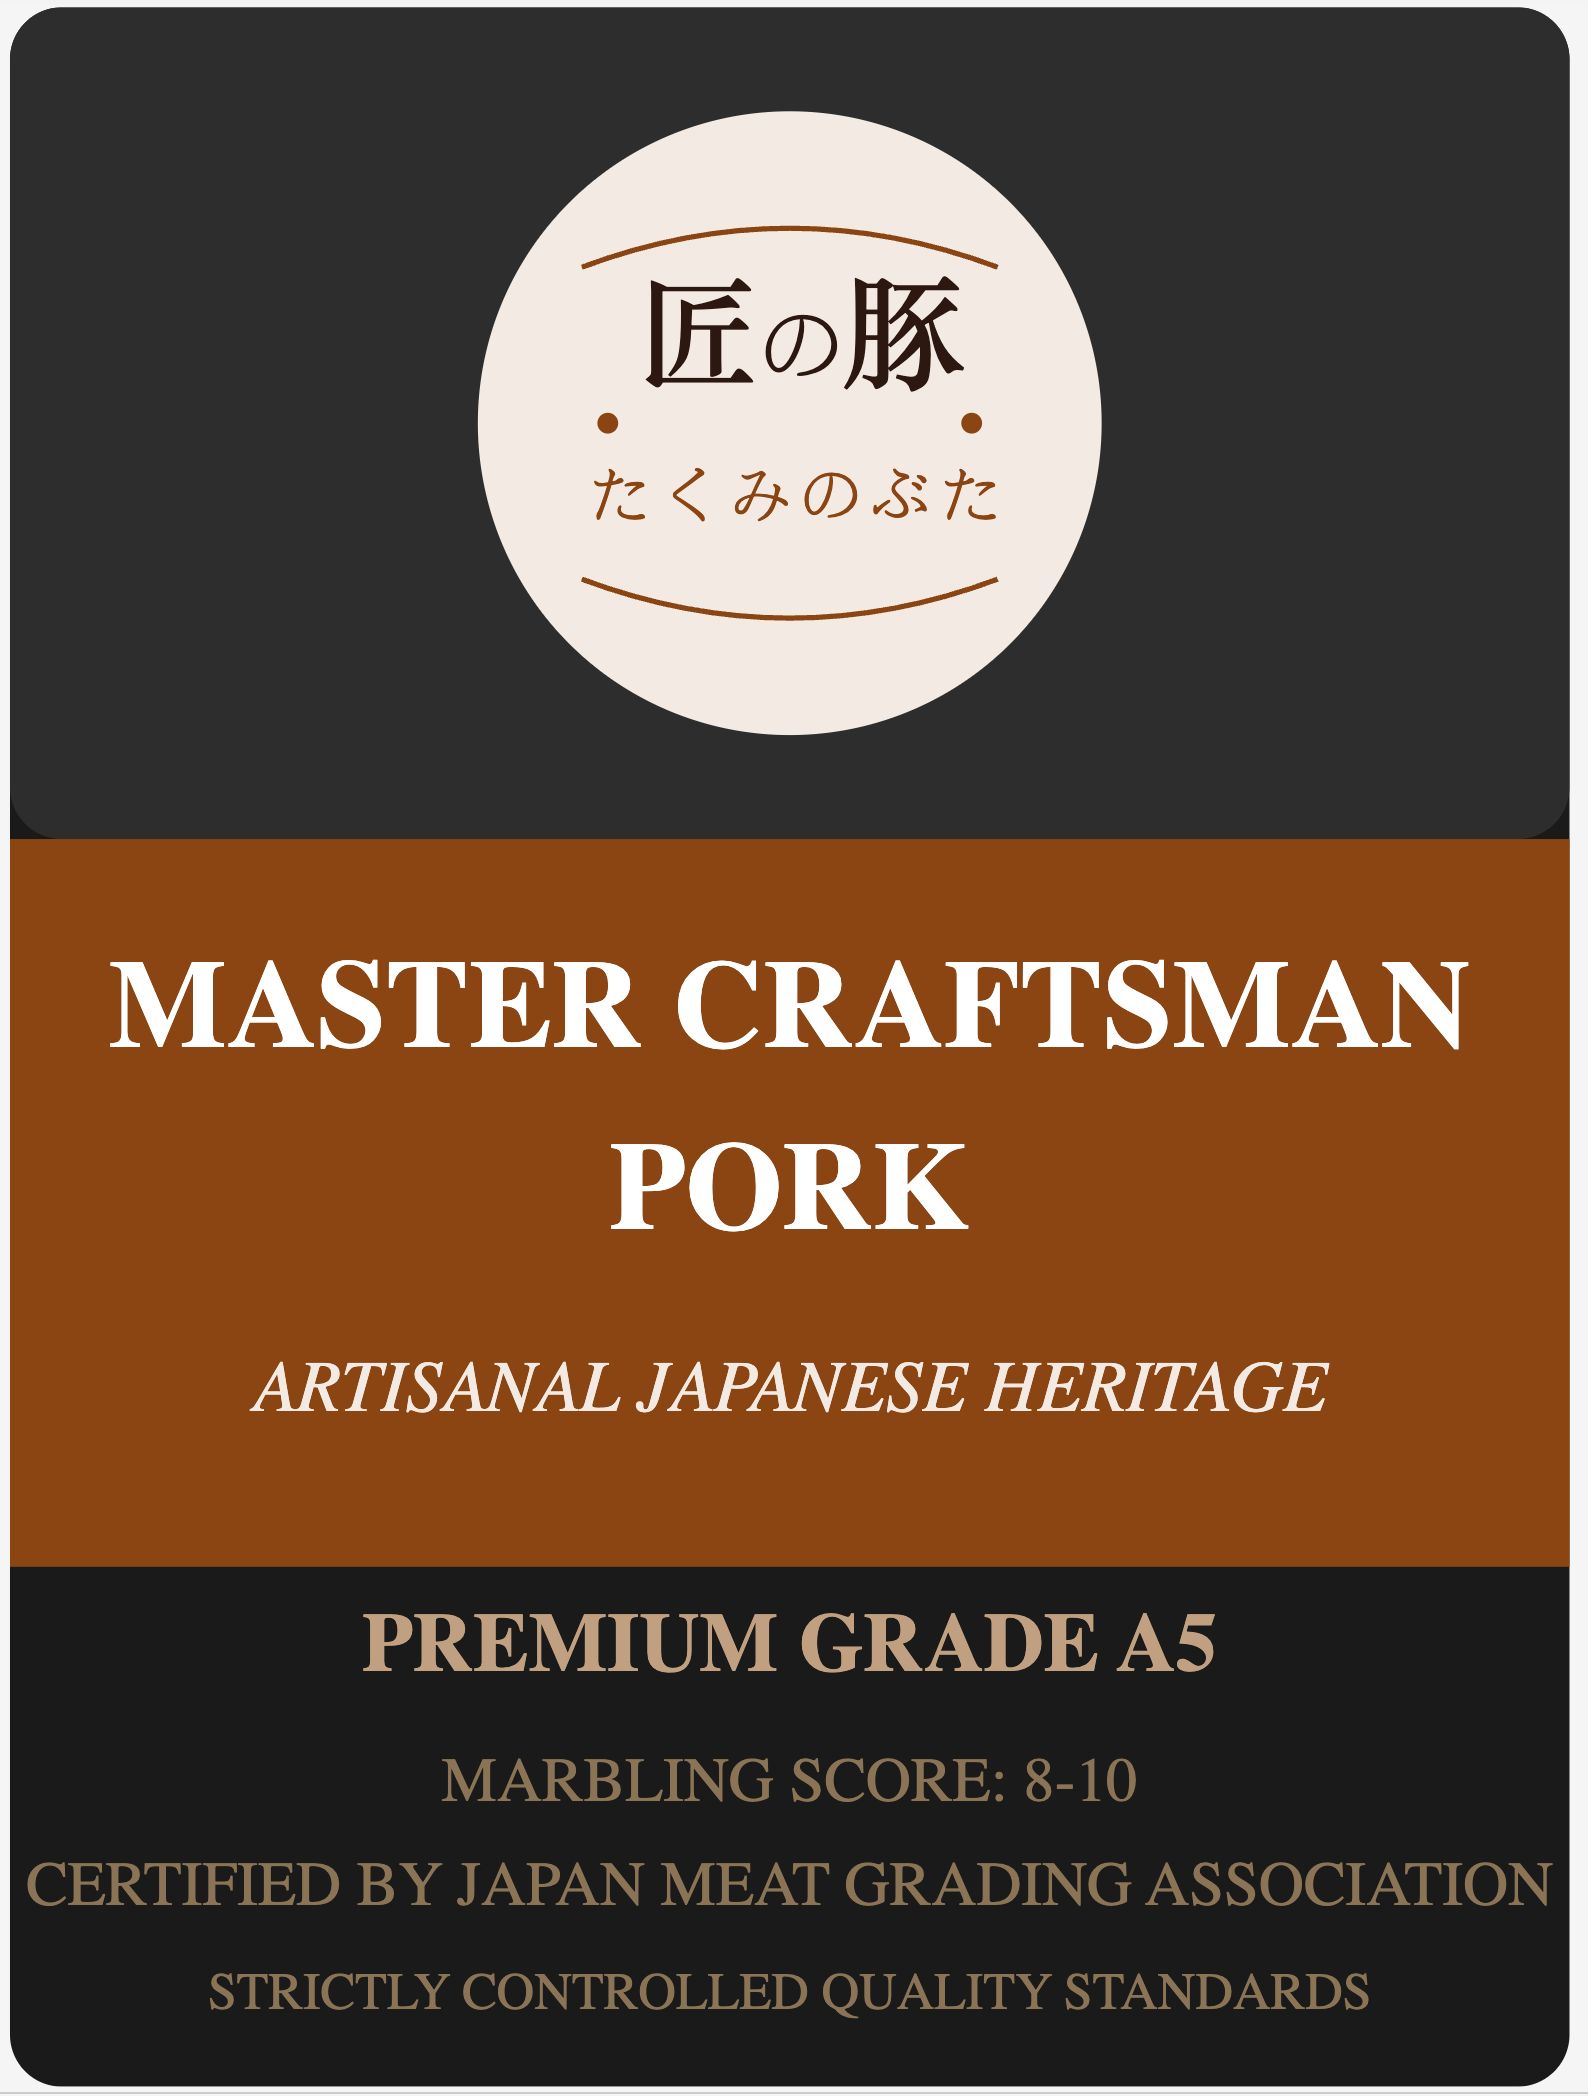 匠の豚
たくみのぶた
MASTER CRAFTSMAN
PORK
ARTISANAL JAPANESE HERITAGE
PREMIUM GRADE A5
MARBLING SCORE: 8-10
CERTIFIED BY JAPAN MEAT GRADING ASSOCIATION
STRICTLY CONTROLLED QUALITY STANDARDS